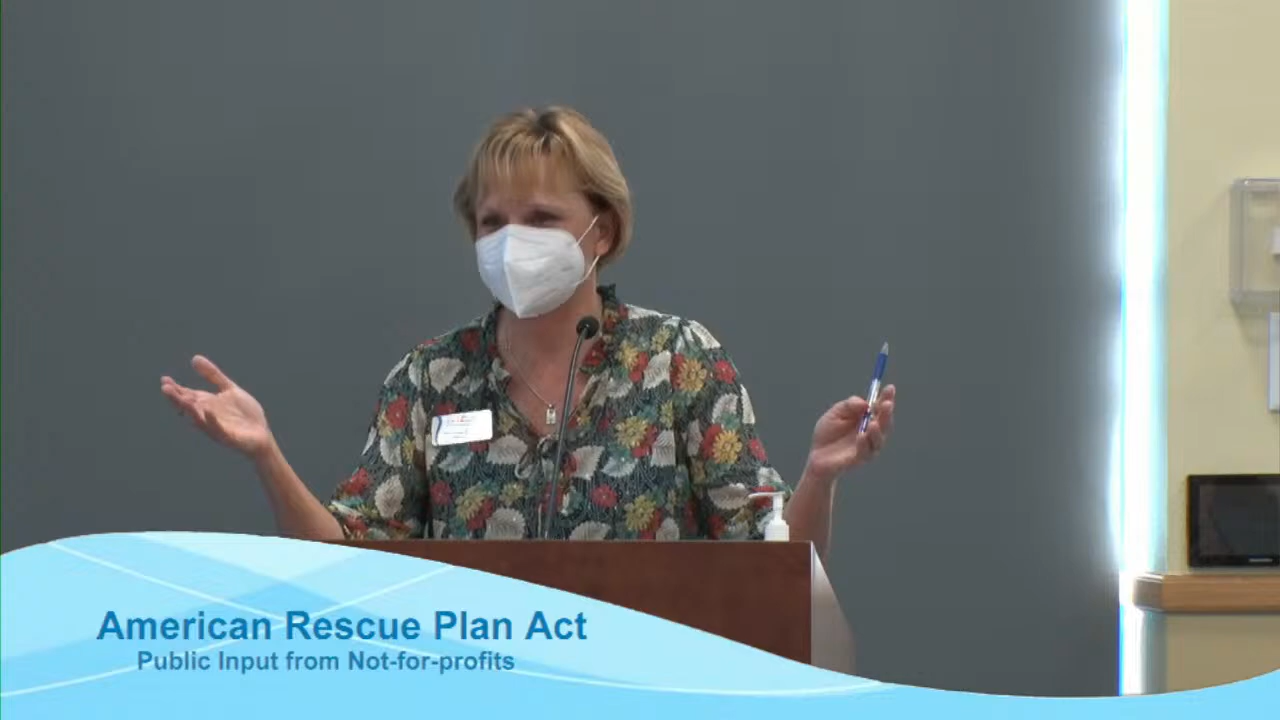 American Rescue Plan Act
Public Input from Not-for-profits